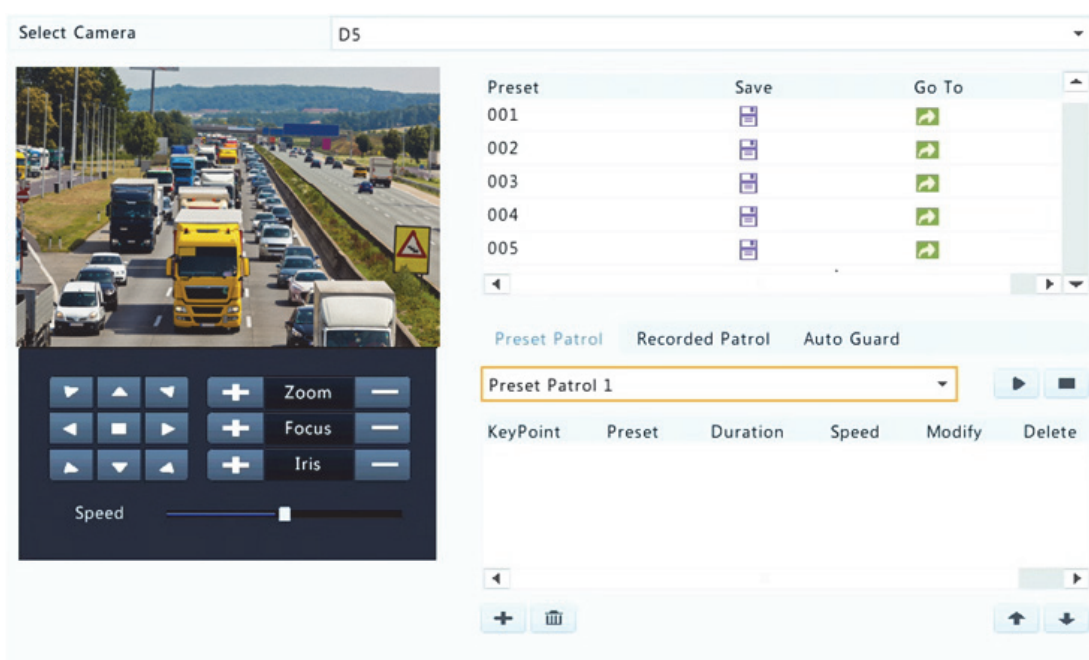 Select Camera D5
Preset Save Go To
001
002
003
004
005
Preset Patrol Recorded Patrol Auto Guard
Preset Patrol 1
KeyPoint Preset Duration Speed Modify Delete
Zoom
Focus
Iris
Speed